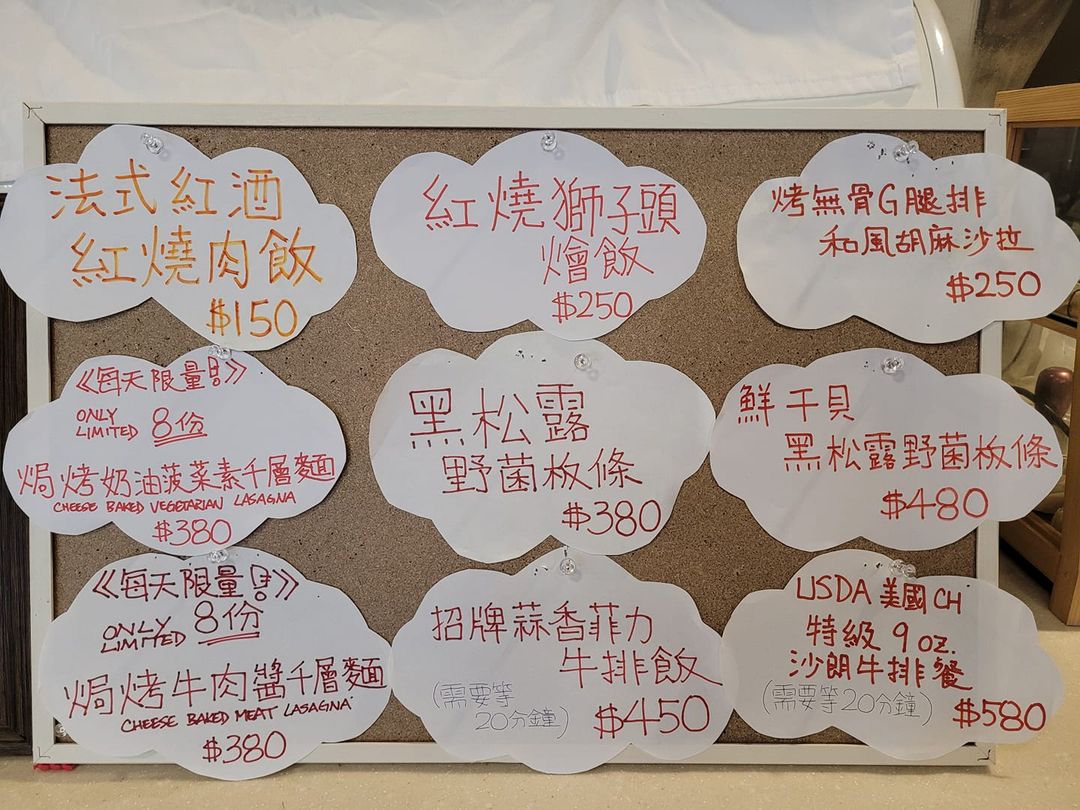 法式紅酒
紅燒肉飯
$150
紅燒獅子頭
燴飯
$250
烤無骨G腿排
和風胡麻沙拉
$250
《每天限量!》
ONLY
LIMITED 8份
焗烤奶油菠菜素千層麵
CHEESE BAKED VEGETARIAN LASAGNA
$380
黑松露
野菌板條
$380
鮮干貝
黑松露野菌板條
$480
《每天限量!》
ONLY
LIMITED 8份
焗烤牛肉醬千層麵
CHEESE BAKED MEAT LASAGNA
$380
招牌蒜香菲力
牛排飯
(需要等
20分鐘)
$450
USDA 美國 CH
特級 9 oz.
沙朗牛排餐
(需要等20分鐘)
$580